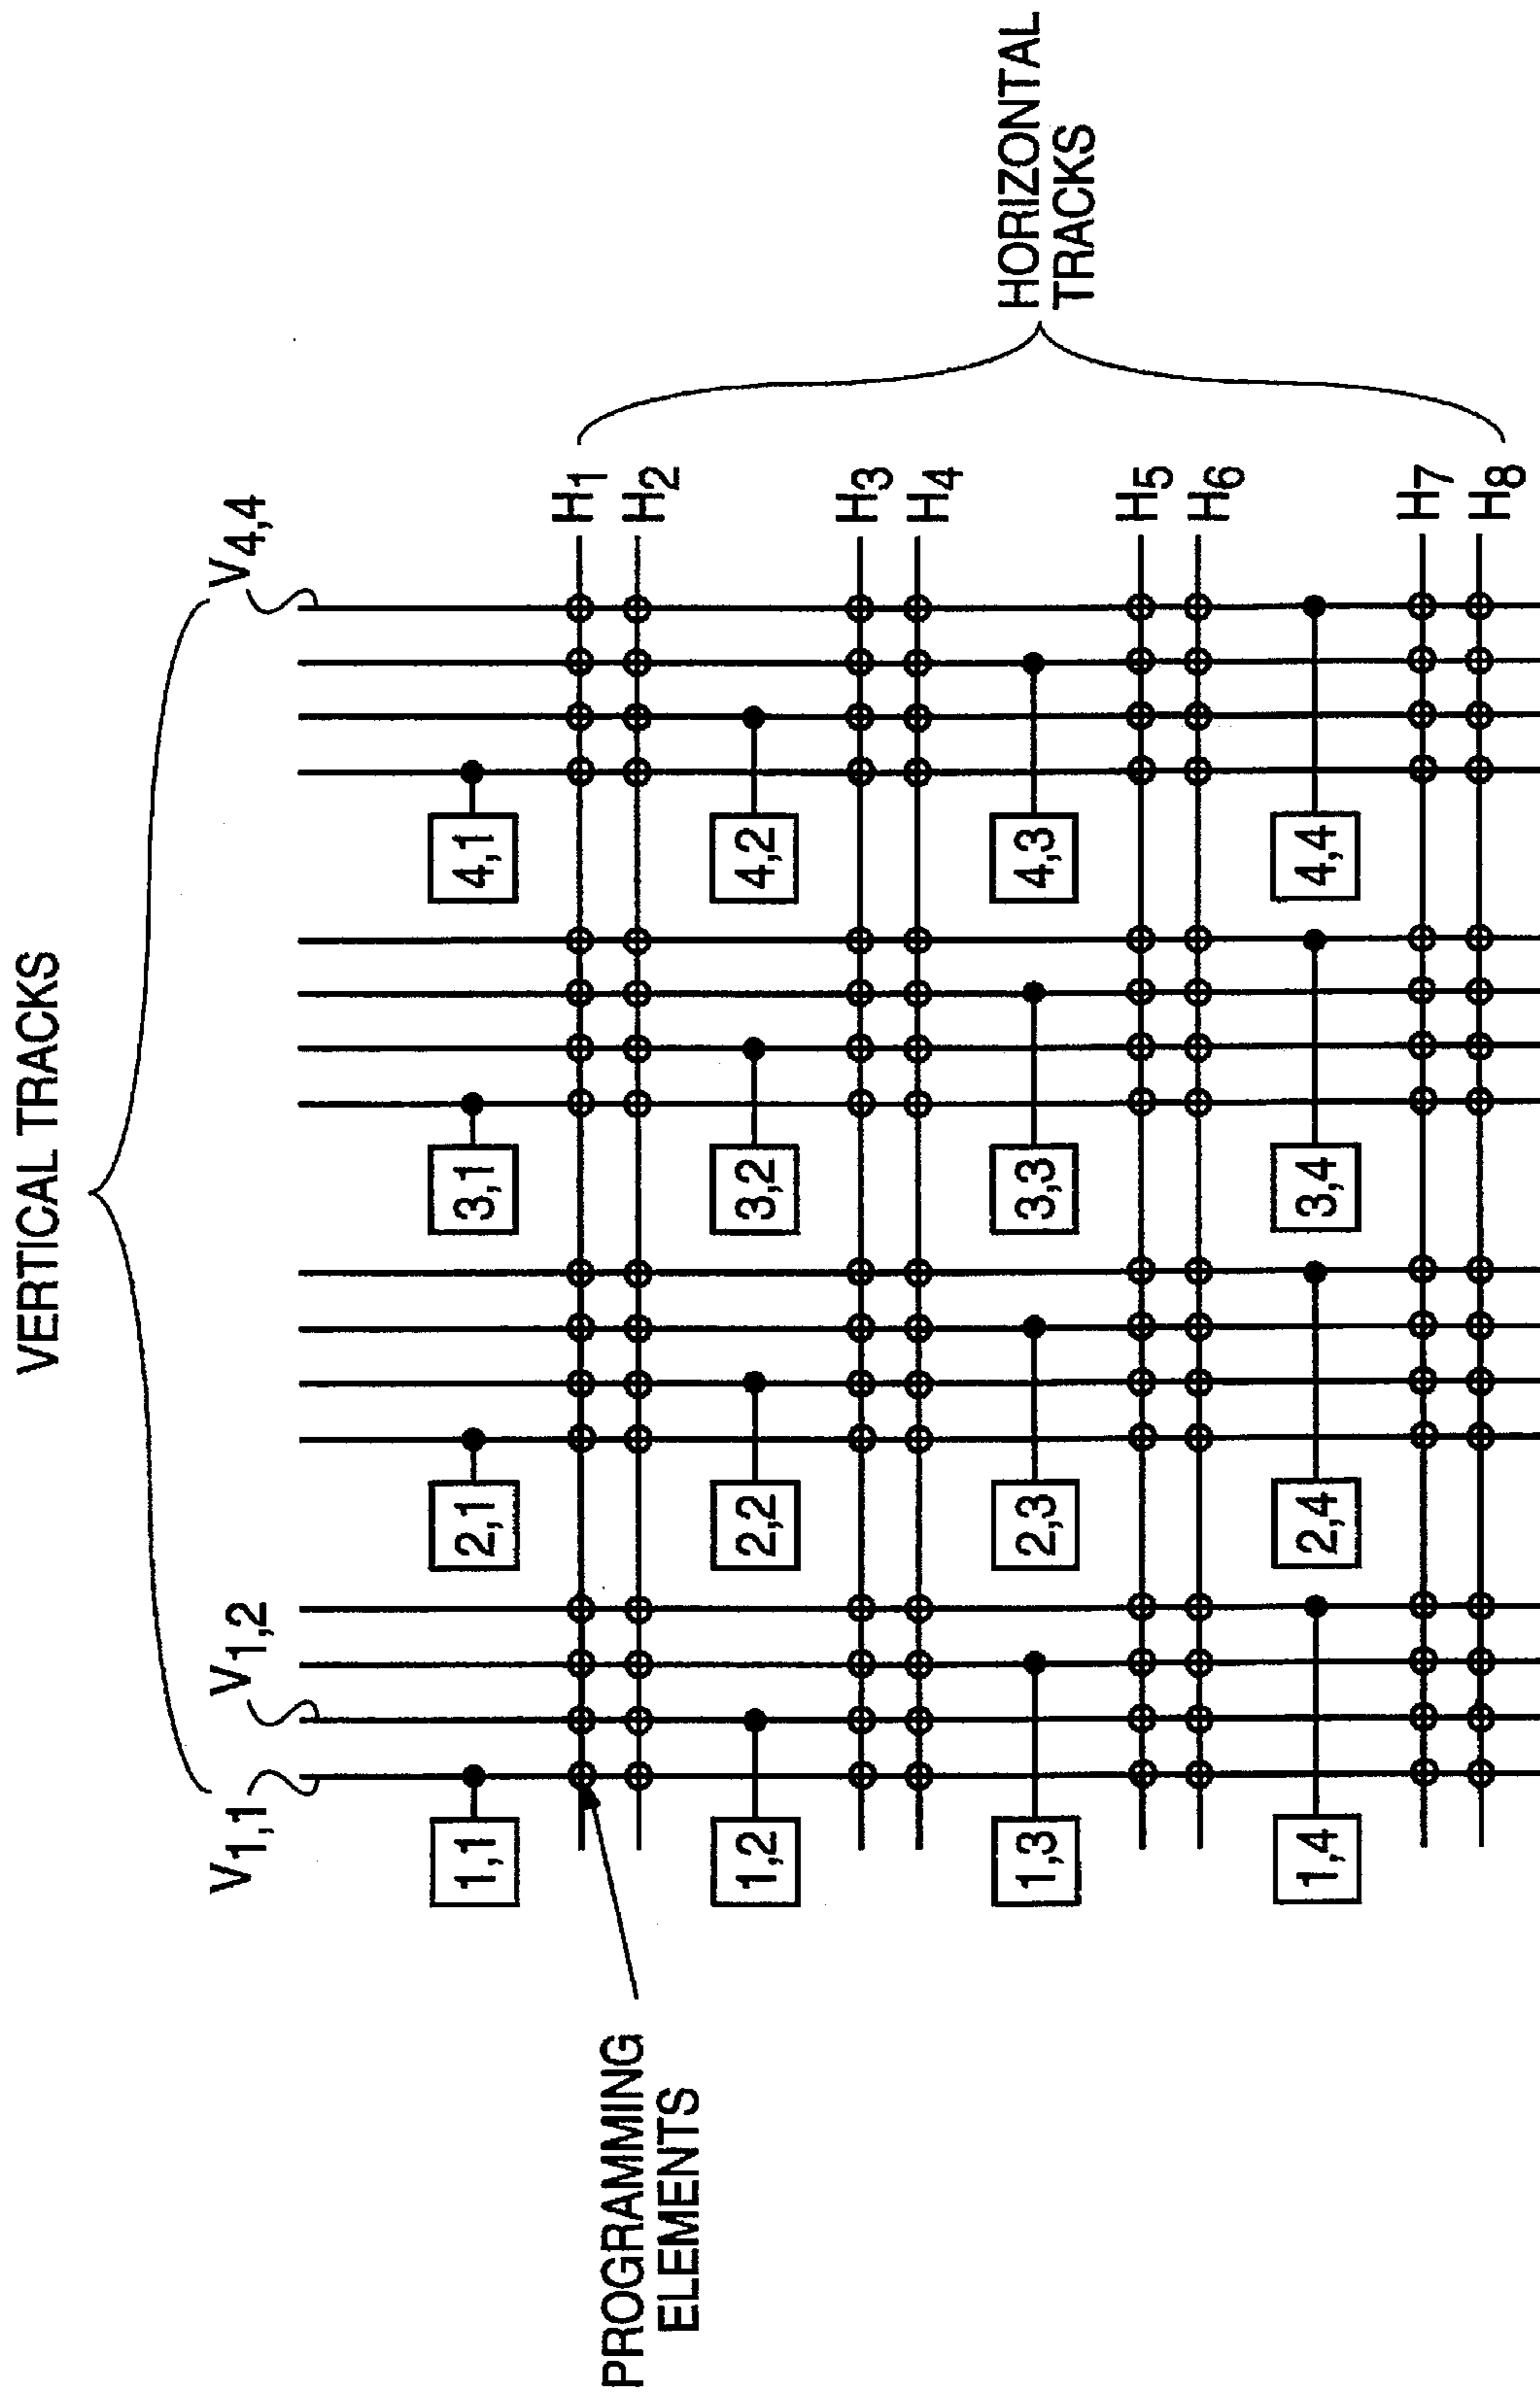 VERTICAL TRACKS
V1,1
V1,2
V4,4
1,1
2,1
3,1
4,1
H1
H2
1,2
2,2
3,2
4,2
H3
H4
1,3
2,3
3,3
4,3
H5
H6
1,4
2,4
3,4
4,4
H7
H8
PROGRAMMING
ELEMENTS
HORIZONTAL
TRACKS